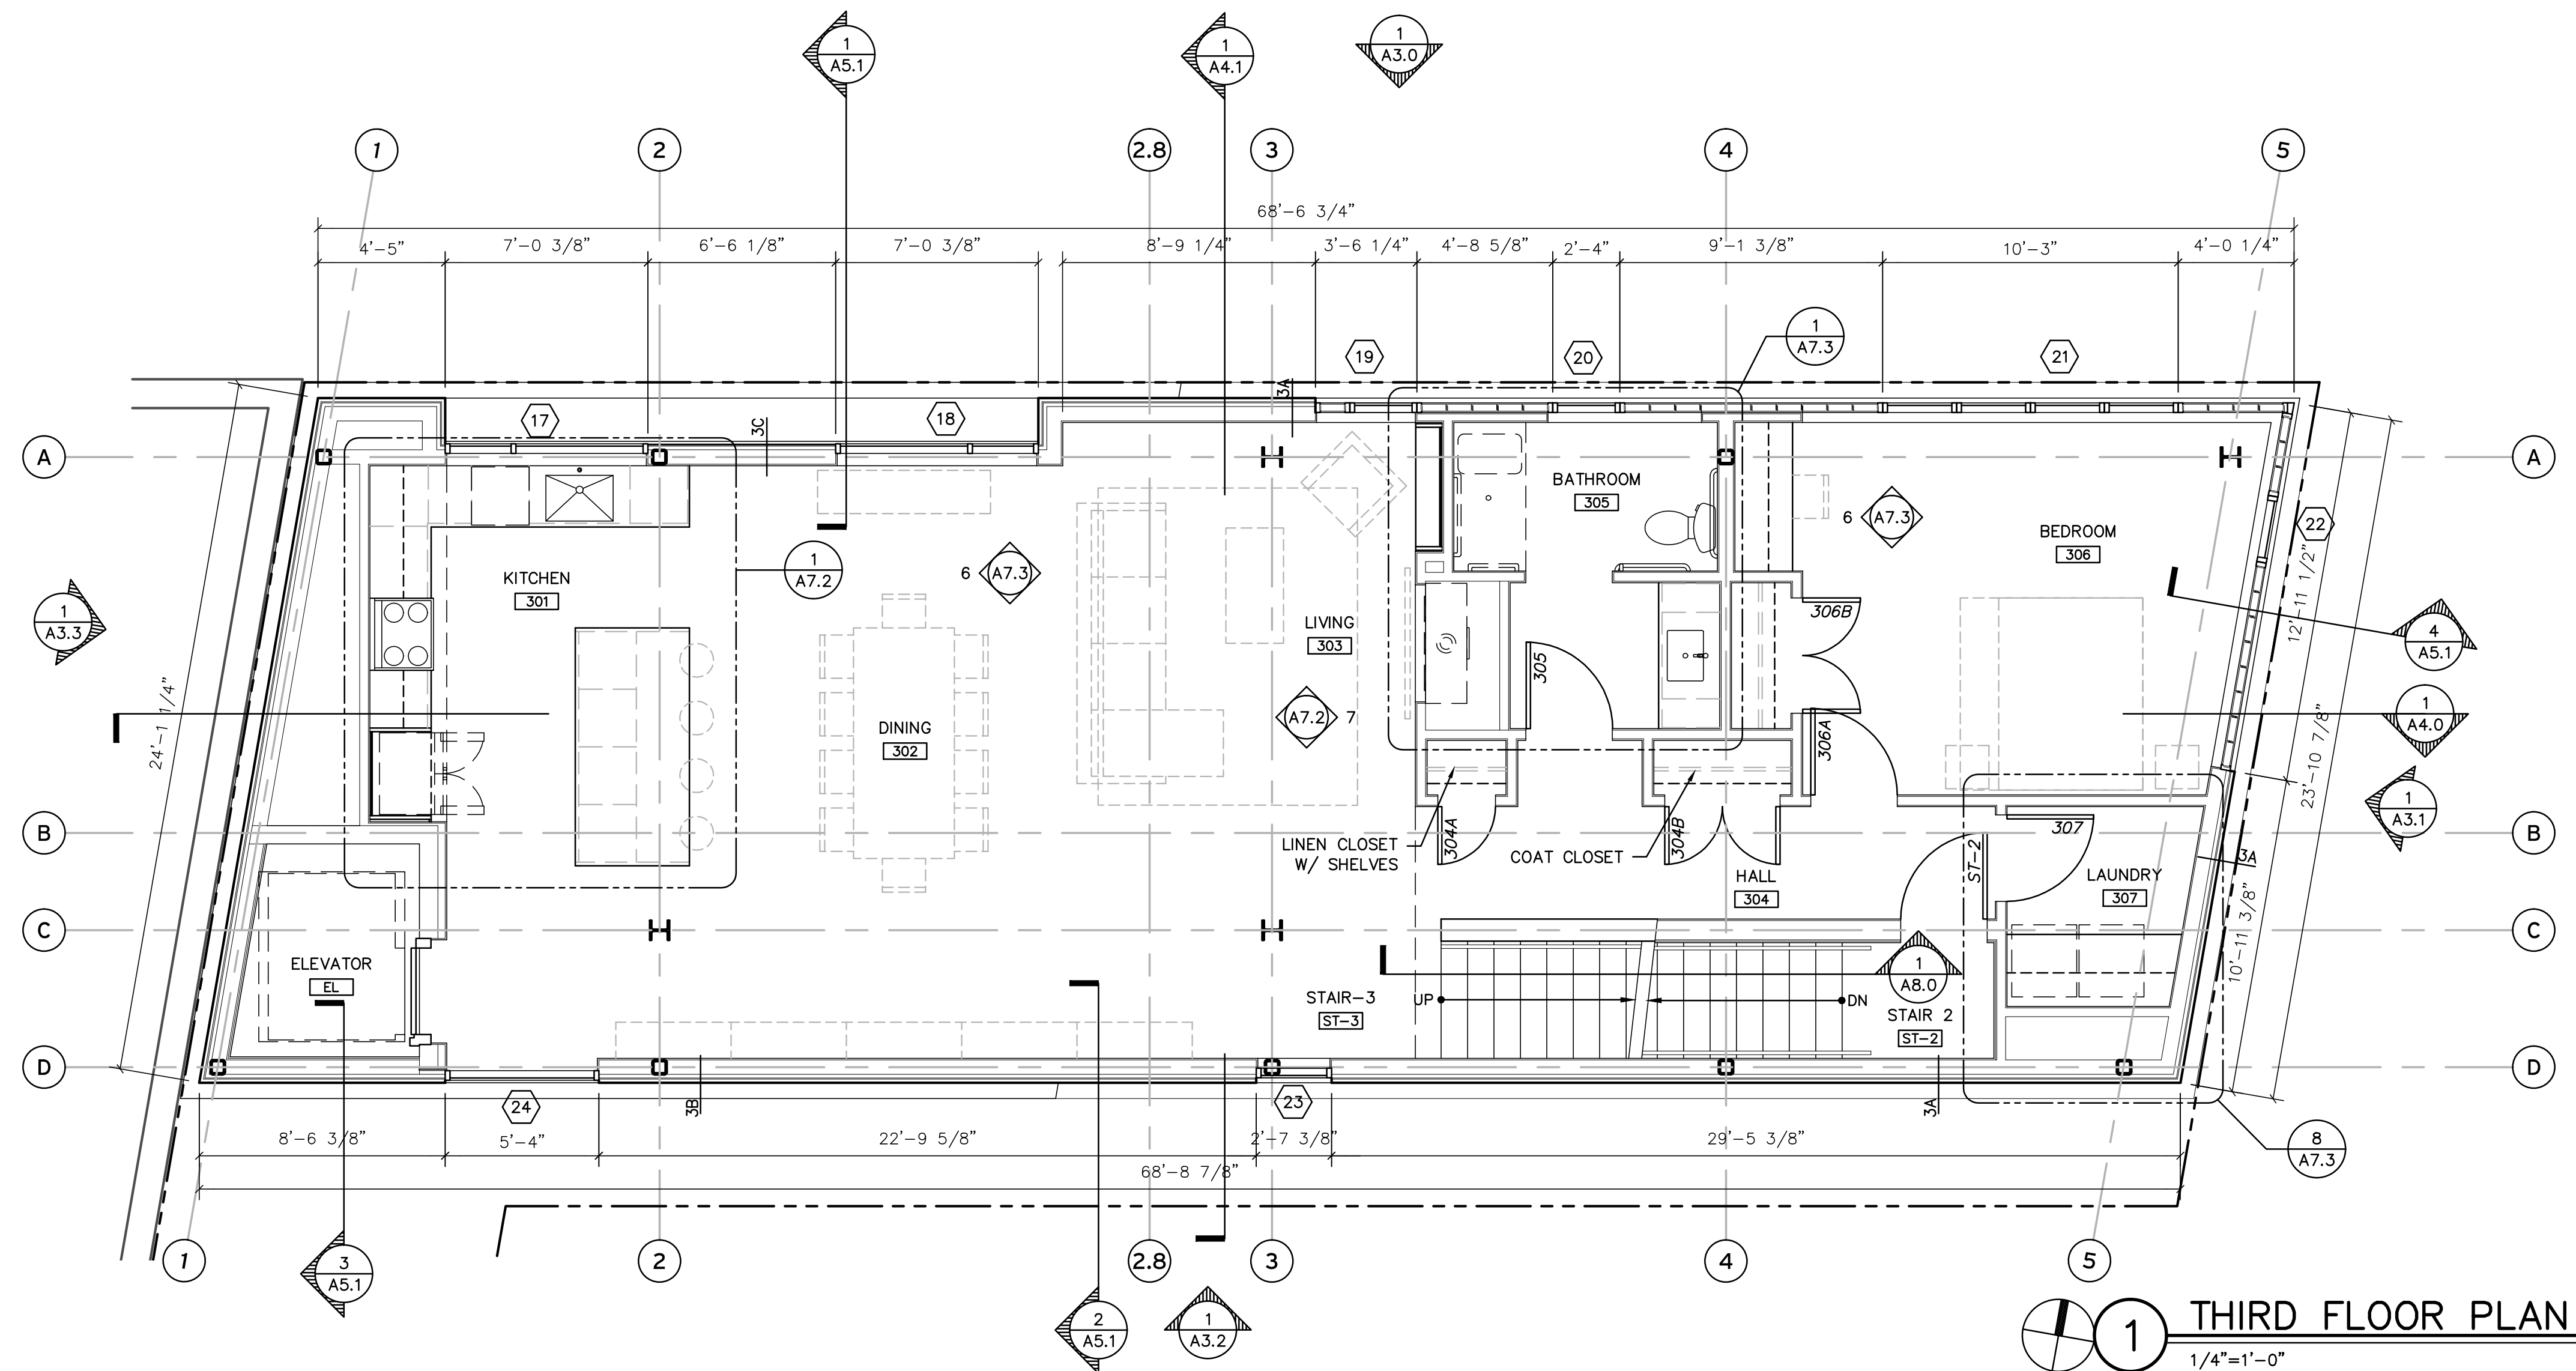 1
A5.1
1
A4.1
1
A3.0
1
2
2.8
3
4
5
68'-6 3/4"
4'-5"
7'-0 3/8"
6'-6 1/8"
7'-0 3/8"
8'-9 1/4"
3'-6 1/4"
4'-8 5/8"
2'-4"
9'-1 3/8"
10'-3"
4'-0 1/4"
1
A7.3
19
20
21
17
18
3C
3A
A
A
BATHROOM
305
6
A7.3
BEDROOM
306
22
KITCHEN
301
1
A7.2
6
A7.3
1
A3.3
LIVING
303
306B
12'-11 1/2"
4
A5.1
305
24'-1 1/4"
DINING
302
A7.2
7
306A
1
A4.0
23'-10 7/8"
1
A3.1
B
B
304A
304B
307
LINEN CLOSET
W/ SHELVES
COAT CLOSET
ST-2
3A
HALL
304
LAUNDRY
307
C
C
ELEVATOR
EL
1
A8.0
10'-11 3/8"
STAIR-3
ST-3
UP
DN
STAIR 2
ST-2
D
D
24
3B
23
3A
8'-6 3/8"
5'-4"
22'-9 5/8"
2'-7 3/8"
29'-5 3/8"
8
A7.3
68'-8 7/8"
1
2
2.8
3
4
5
3
A5.1
2
A5.1
1
A3.2
1
THIRD FLOOR PLAN
1/4"=1'-0"